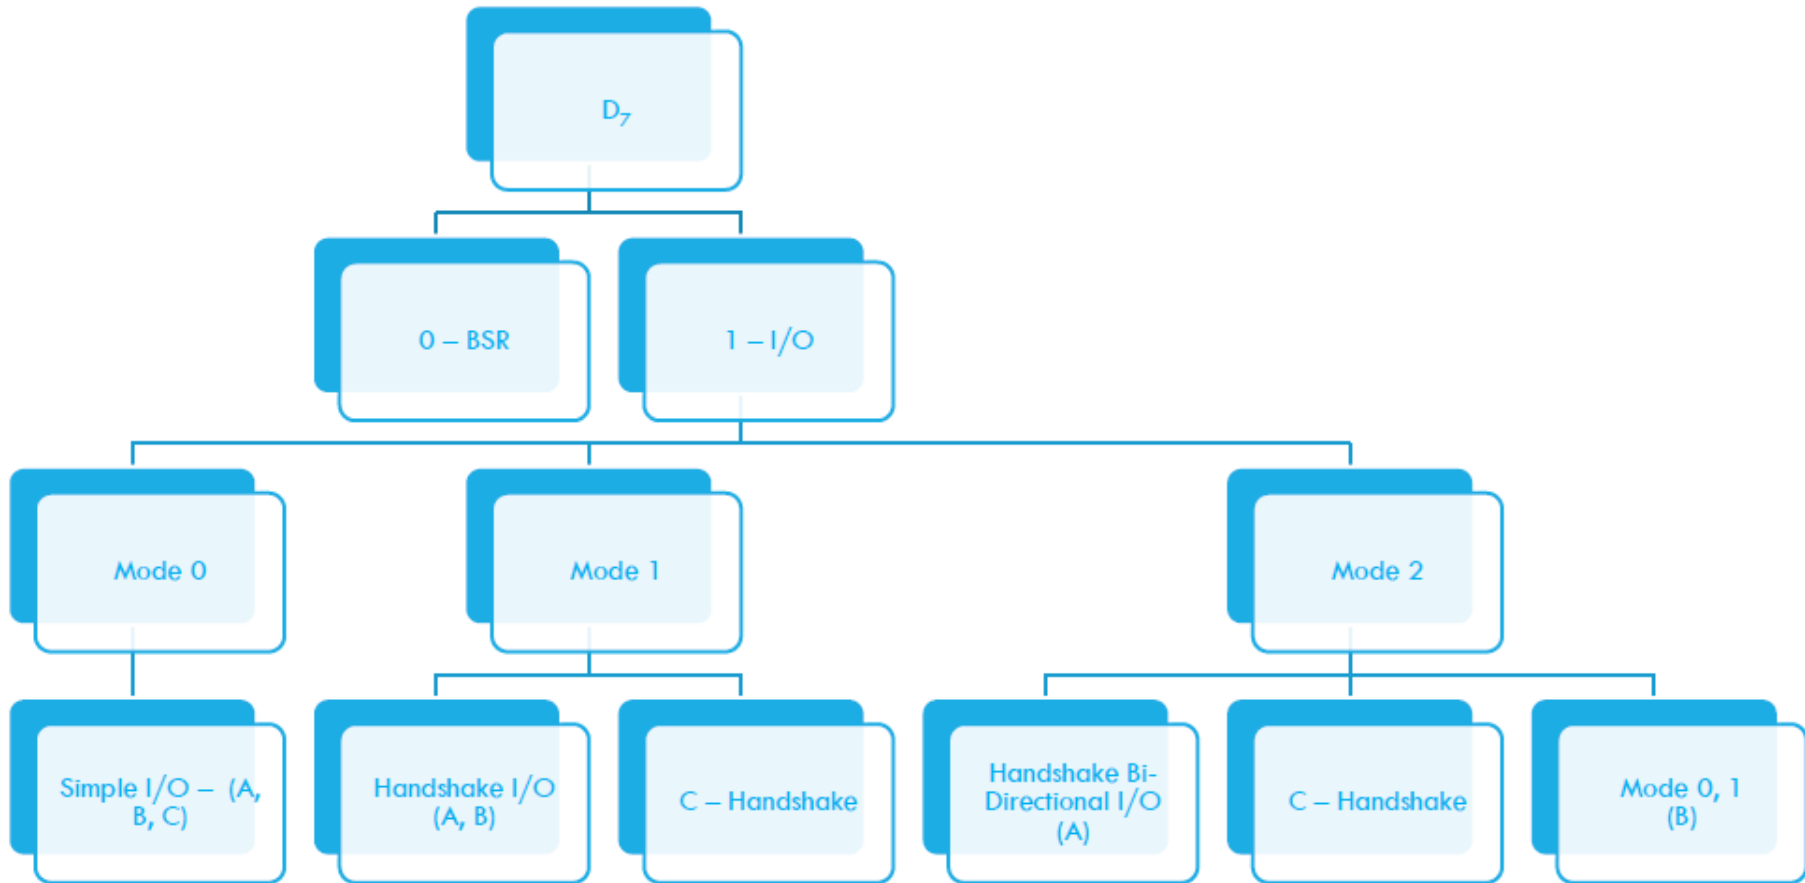 D₇
0 – BSR
1 – I/O
Mode 0
Mode 1
Mode 2
Simple I/O – (A,
B, C)
Handshake I/O
(A, B)
C – Handshake
Handshake Bi-
Directional I/O
(A)
C – Handshake
Mode 0, 1
(B)